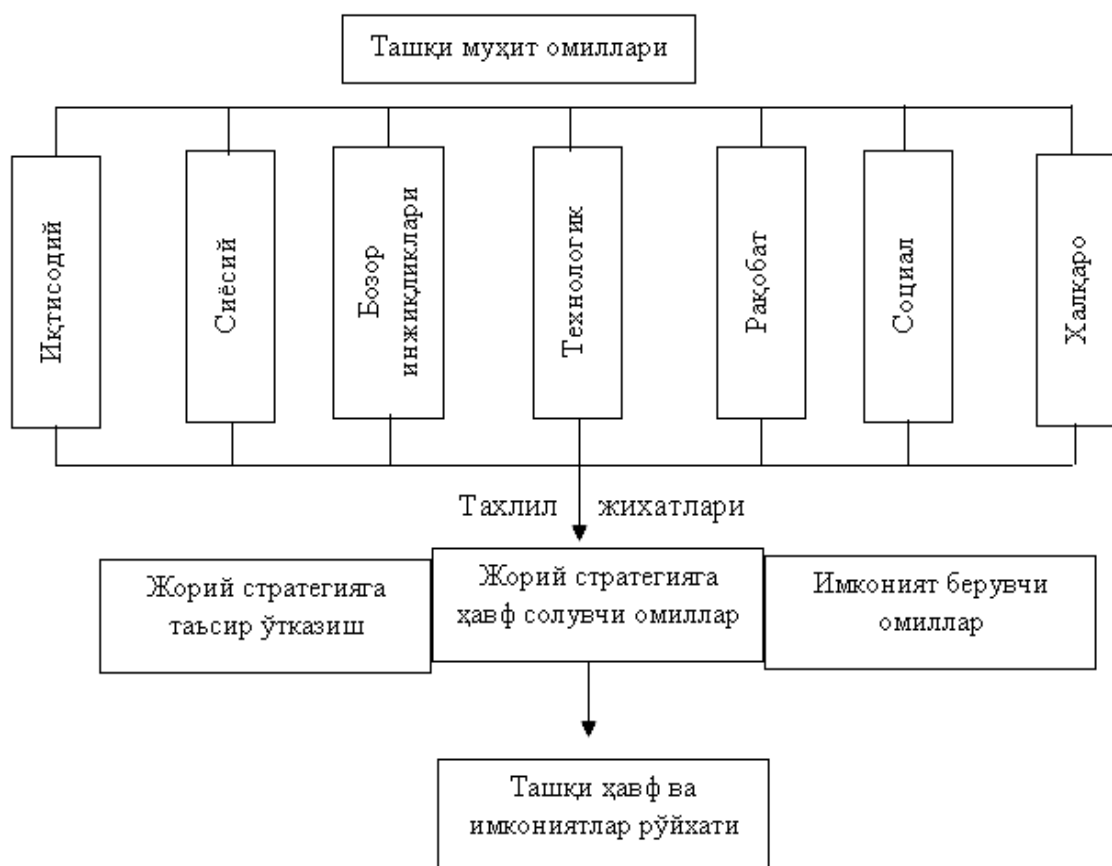 Ташқи муҳит омиллари
Иқтисодий
Сиёсий
Бозор
инжиқликлари
Технологик
Рақобат
Социал
Халқаро
Тахлил жихатлари
Жорий стратегияга
таъсир ўтказиш
Жорий стратегияга
ҳавф солувчи омиллар
Имконият берувчи
омиллар
Ташқи ҳавф ва
имкониятлар рўйхати